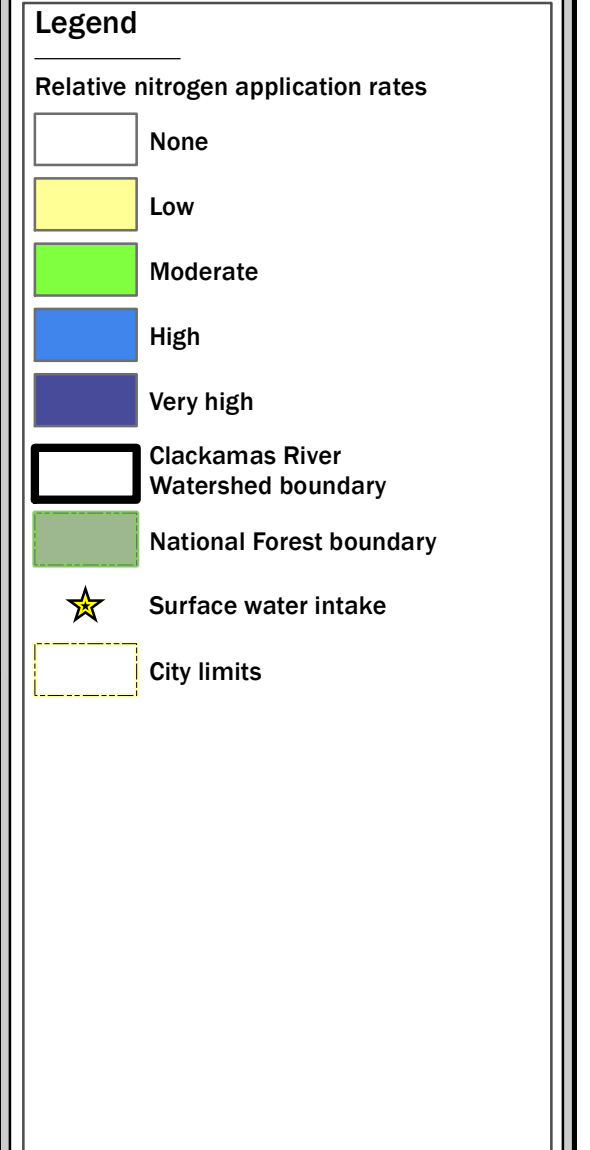 Legend
Relative nitrogen application rates
None
Low
Moderate
High
Very high
Clackamas River
Watershed boundary
National Forest boundary
Surface water intake
City limits